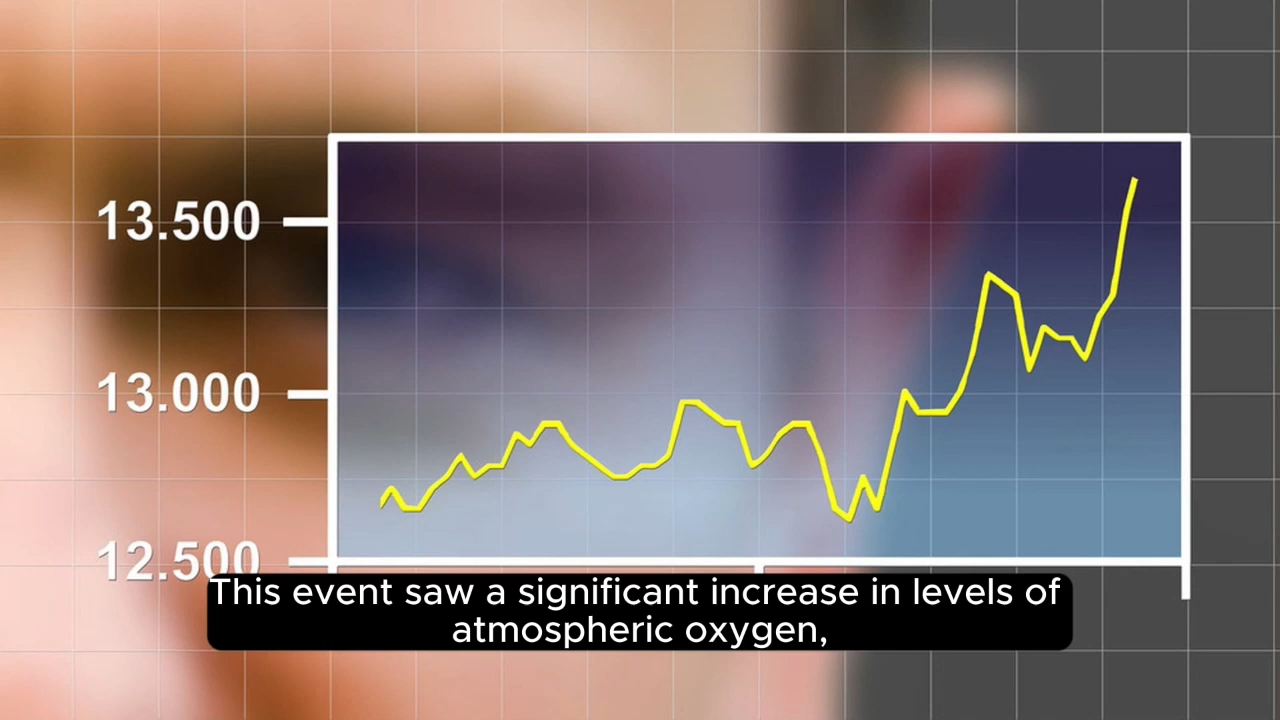 13.500
13.000
12.500
This event saw a significant increase in levels of
atmospheric oxygen,